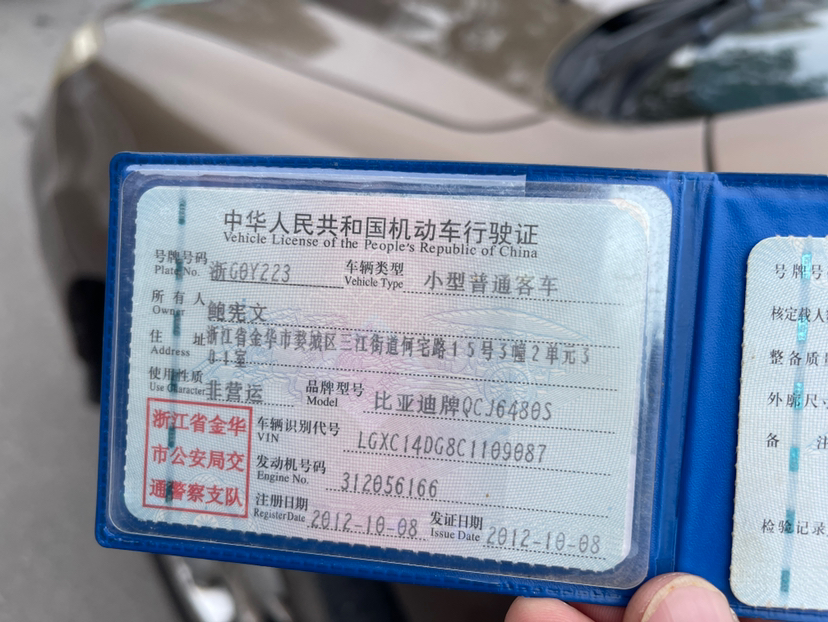 中华人民共和国机动车行驶证
Vehicle License of the People's Republic of China
号牌号码 浙G0Y223 车辆类型 小型普通客车
Plate No. Vehicle Type
所有人 鲍宪文
Owner
住址 浙江省金华市婺城区三江街道何宅路15号3幢2单元3
Address 01室
使用性质 非营运 品牌型号 比亚迪牌QCJ6480S
Use Character Model
浙江省金华
市公安局交
通警察支队
车辆识别代号 LGXC14DG8C1109087
VIN
发动机号码 312056166
Engine No.
注册日期 2012-10-08 发证日期 2012-10-08
Register Date Issue Date
号牌号
核定载人
整备质
外廓尺
备 注
检验记录